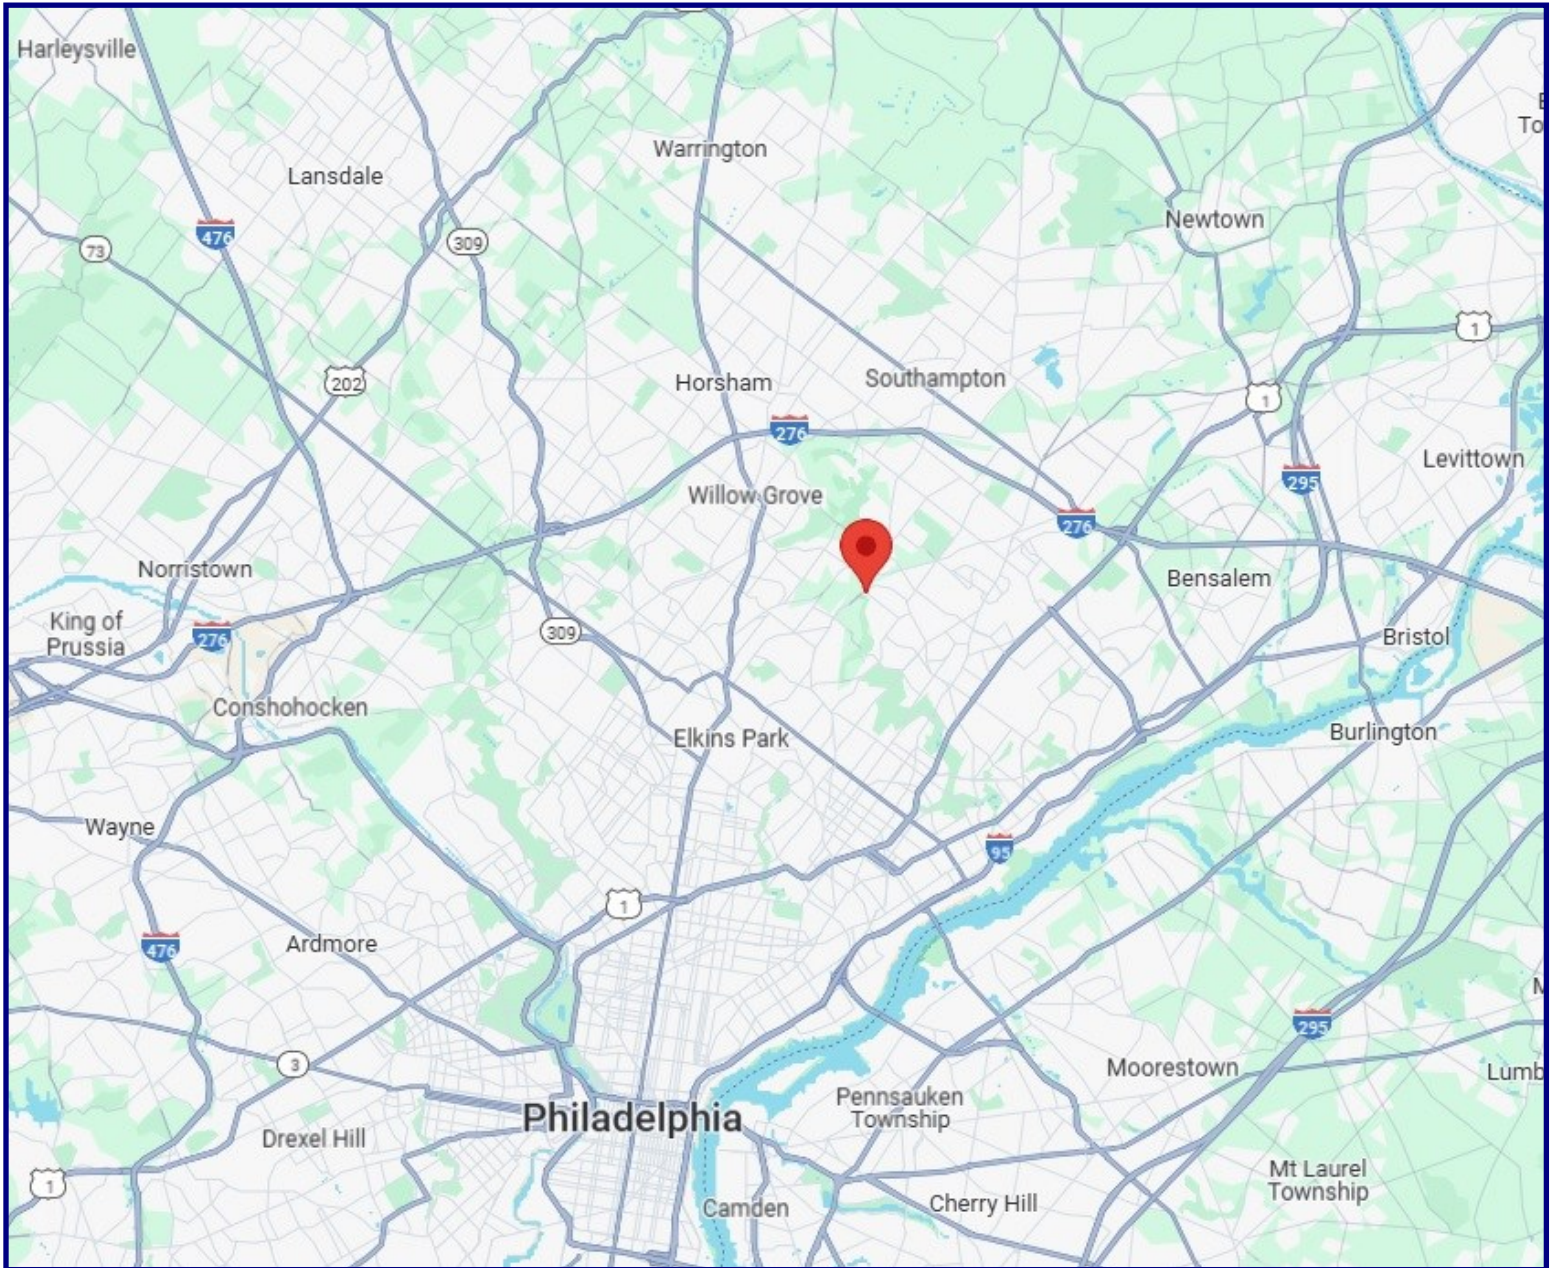 Harleysville
To
Warrington
Lansdale
Newtown
476
309
73
1
202
Horsham
Southampton
1
276
Levittown
295
Willow Grove
276
Norristown
Bensalem
King of
Prussia
276
309
Bristol
Conshohocken
Elkins Park
Burlington
Wayne
95
1
476
Ardmore
295
3
Moorestown
Lumb
Pennsauken
Township
Philadelphia
Drexel Hill
1
Mt Laurel
Township
Camden
Cherry Hill